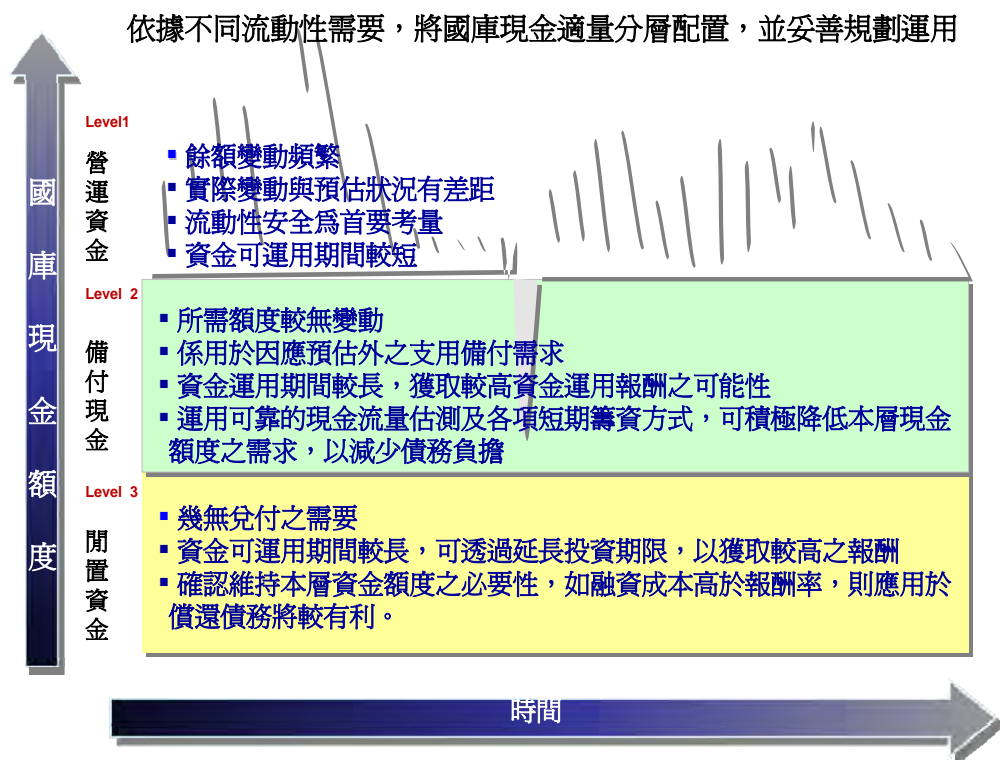 依據不同流動性需要，將國庫現金適量分層配置，並妥善規劃運用
國庫現金額度
Level1
營運資金
▪ 餘額變動頻繁
▪ 實際變動與預估狀況有差距
▪ 流動性安全爲首要考量
▪ 資金可運用期間較短
Level 2
備付現金
▪ 所需額度較無變動
▪ 係用於因應預估外之支用備付需求
▪ 資金運用期間較長，獲取較高資金運用報酬之可能性
▪ 運用可靠的現金流量估測及各項短期籌資方式，可積極降低本層現金
額度之需求，以減少債務負擔
Level 3
閒置資金
▪ 幾無兌付之需要
▪ 資金可運用期間較長，可透過延長投資期限，以獲取較高之報酬
▪ 確認維持本層資金額度之必要性，如融資成本高於報酬率，則應用於
償還債務將較有利。
時間